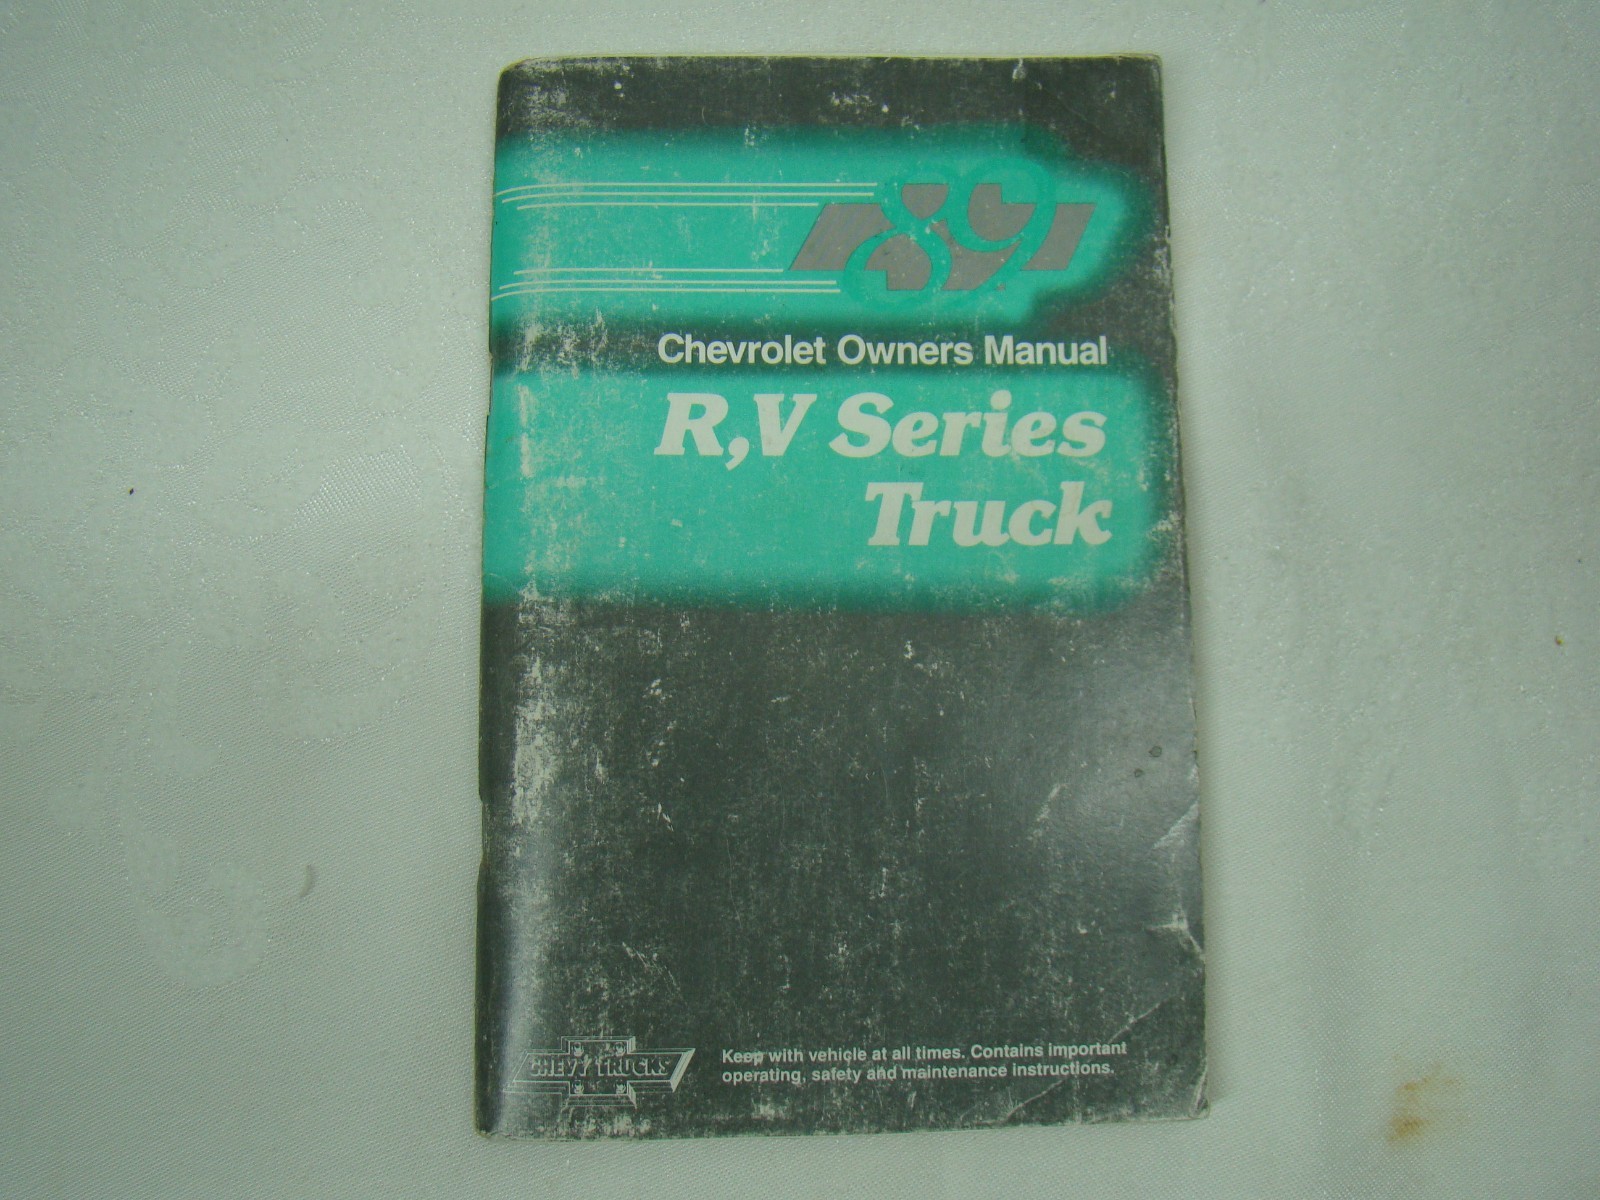 89
Chevrolet Owners Manual
R,V Series
Truck
CHEVY TRUCKS
Keep with vehicle at all times. Contains important
operating, safety and maintenance instructions.